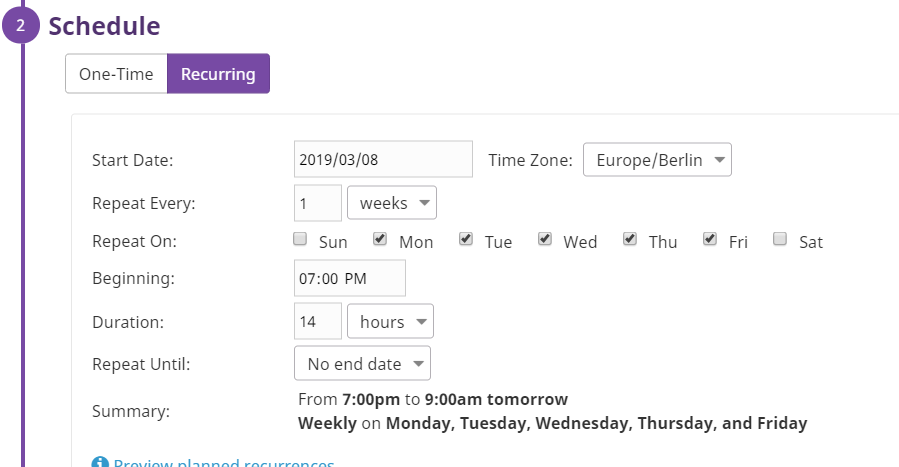 2 Schedule
One-Time Recurring
Start Date: 2019/03/08 Time Zone: Europe/Berlin
Repeat Every: 1 weeks
Repeat On: Sun Mon Tue Wed Thu Fri Sat
Beginning: 07:00 PM
Duration: 14 hours
Repeat Until: No end date
From 7:00pm to 9:00am tomorrow
Summary:
Weekly on Monday, Tuesday, Wednesday, Thursday, and Friday
Preview planned recurrences